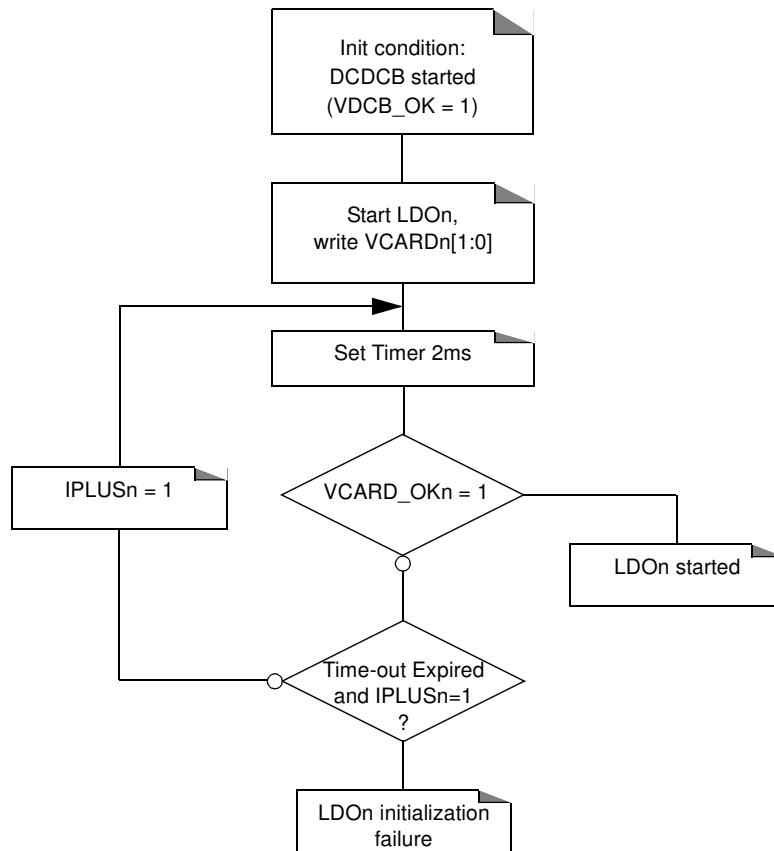 Init condition:
DCDCB started
(VDCB_OK = 1)
Start LDOn,
write VCARDn[1:0]
Set Timer 2ms
IPLUSn = 1
VCARD_OKn = 1
LDOn started
Time-out Expired
and IPLUSn=1
?
LDOn initialization
failure